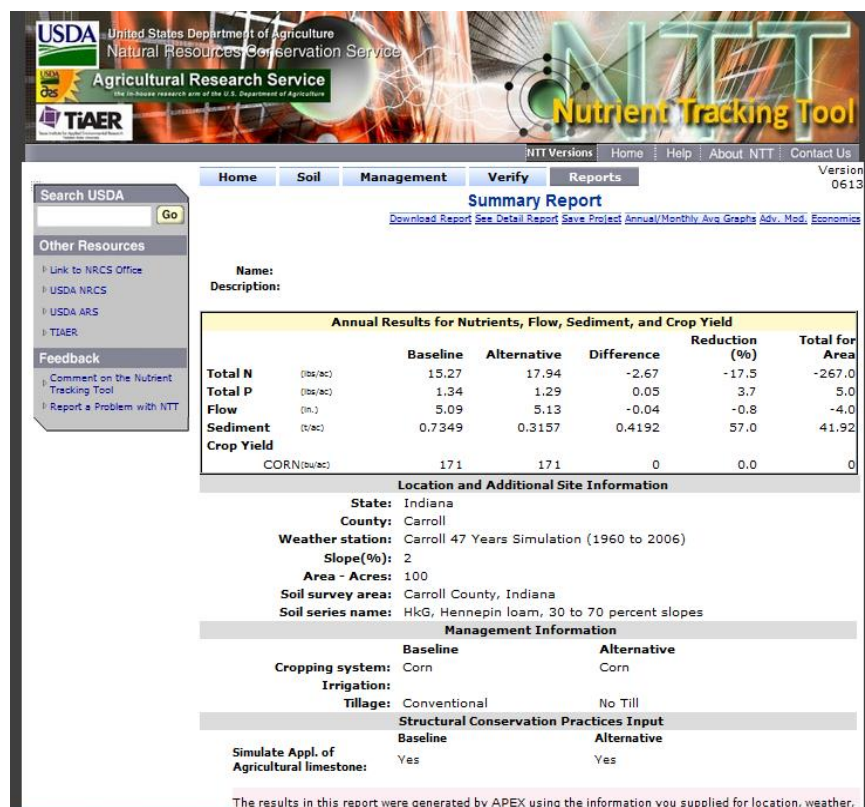 USDA United States Department of Agriculture
Natural Resources Conservation Service
Agricultural Research Service
the in-house research arm of the U.S. Department of Agriculture
USDA
ars
TIAER
NTT
Nutrient Tracking Tool
NTT Versions Home Help About NTT Contact Us
Home Soil Management Verify Reports Version 0613
Search USDA
Go
Other Resources
Link to NRCS Office
USDA NRCS
USDA ARS
TIAER
Feedback
Comment on the Nutrient
Tracking Tool
Report a Problem with NTT
Summary Report
Download Report See Detail Report Save Project Annual/Monthly Avg Graphs Adv. Mod. Economics
Name:
Description:
Annual Results for Nutrients, Flow, Sediment, and Crop Yield
Baseline Alternative Difference Reduction (%) Total for Area
Total N (lbs/ac) 15.27 17.94 -2.67 -17.5 -267.0
Total P (lbs/ac) 1.34 1.29 0.05 3.7 5.0
Flow (in.) 5.09 5.13 -0.04 -0.8 -4.0
Sediment (t/ac) 0.7349 0.3157 0.4192 57.0 41.92
Crop Yield
CORN(bu/ac) 171 171 0 0.0 0
Location and Additional Site Information
State: Indiana
County: Carroll
Weather station: Carroll 47 Years Simulation (1960 to 2006)
Slope(%): 2
Area - Acres: 100
Soil survey area: Carroll County, Indiana
Soil series name: HkG, Hennepin loam, 30 to 70 percent slopes
Management Information
Baseline Alternative
Cropping system: Corn Corn
Irrigation:
Tillage: Conventional No Till
Structural Conservation Practices Input
Baseline Alternative
Simulate Appl. of
Agricultural limestone: Yes Yes
The results in this report were generated by APEX using the information you supplied for location, weather,